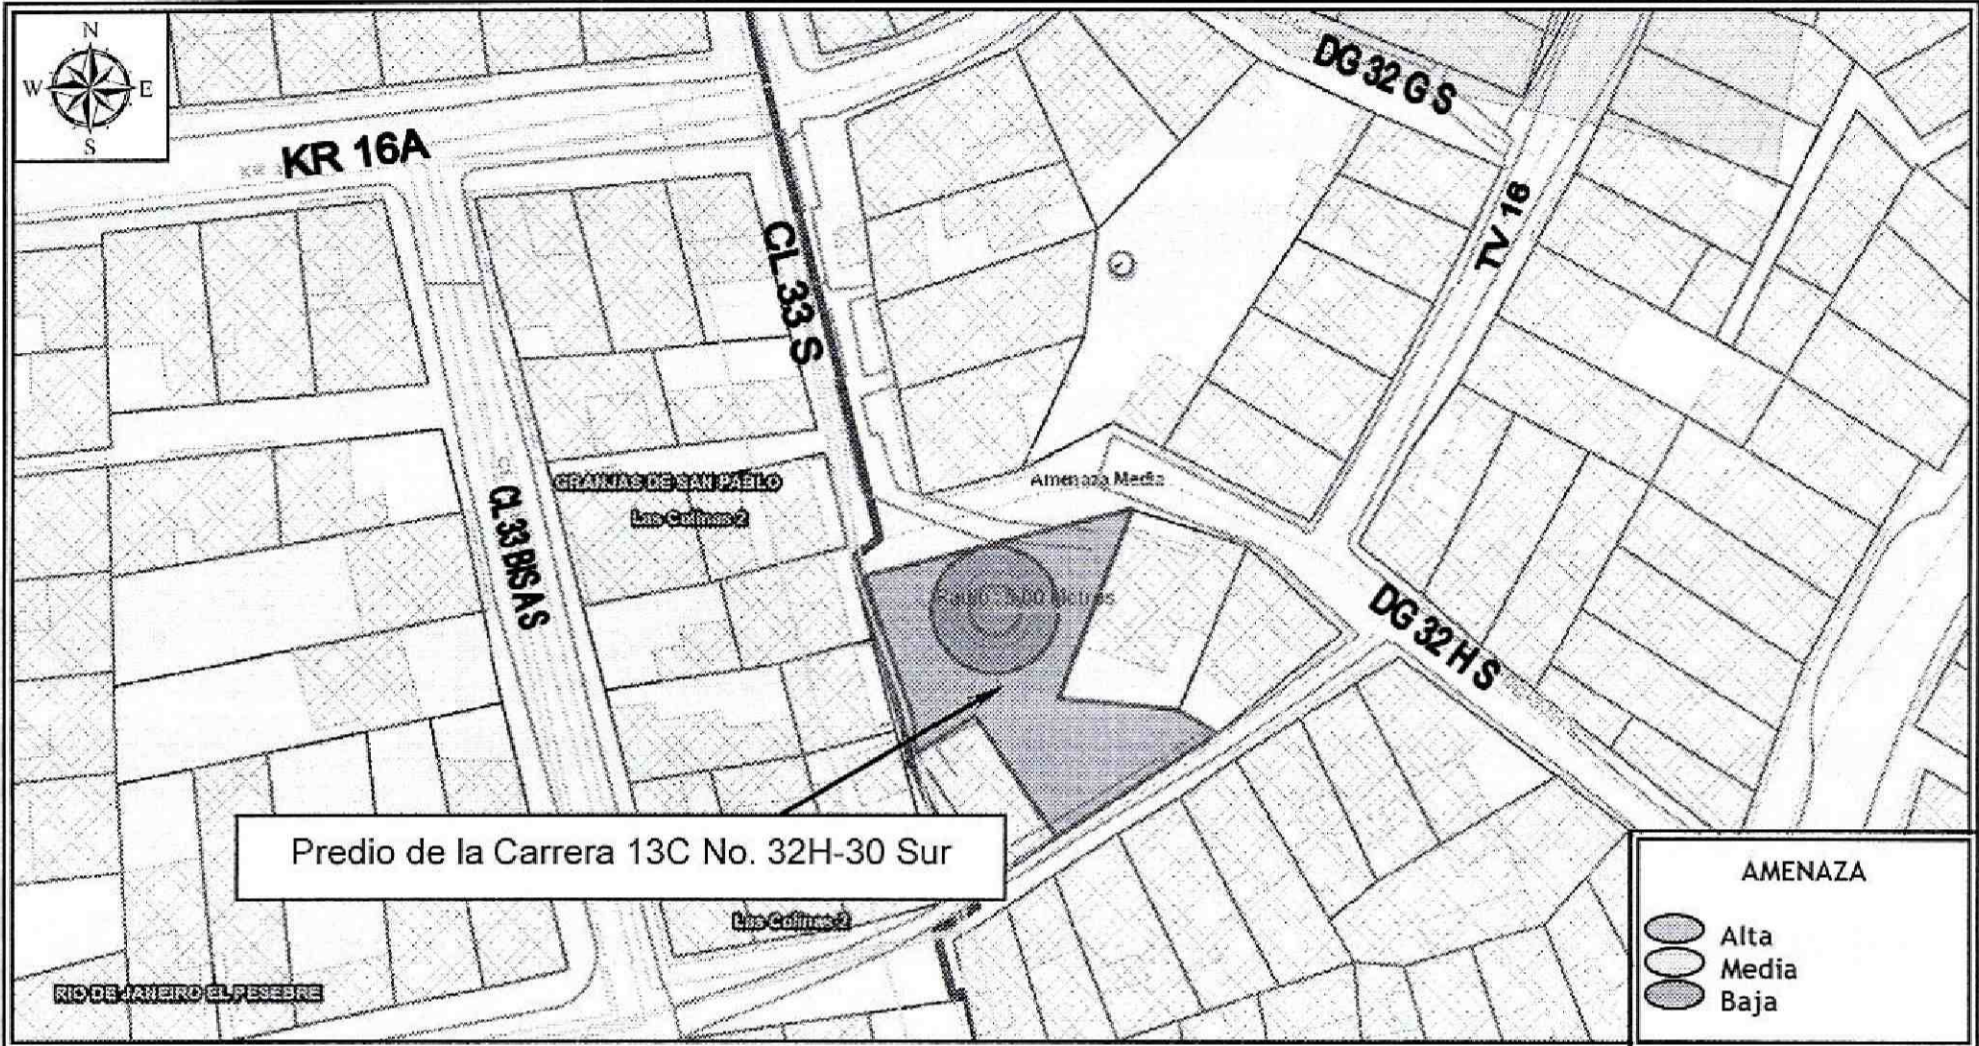 N
W E
S
DG 32 G S
KR 16A
TV 16
CL 33 S
GRANJAS DE SAN PABLO
Las Colinas 2
Amenaza Media
CL 33 BIS A S
Metros
DG 32 H S
Predio de la Carrera 13C No. 32H-30 Sur
Las Colinas 2
RIO DE JANEIRO EL PESEBRE
AMENAZA
Alta
Media
Baja